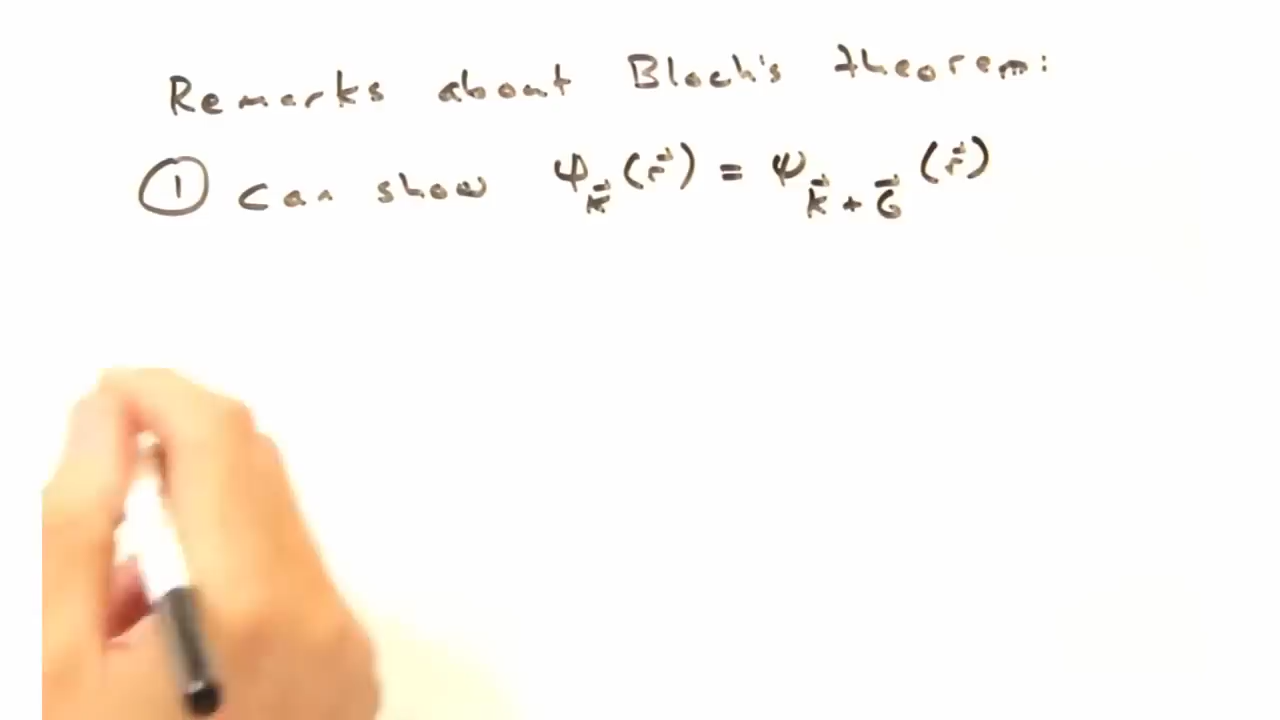 Remarks about Bloch's theorem:
① Can show ψ_k⃗(r⃗) = ψ_k⃗+G⃗(r⃗)